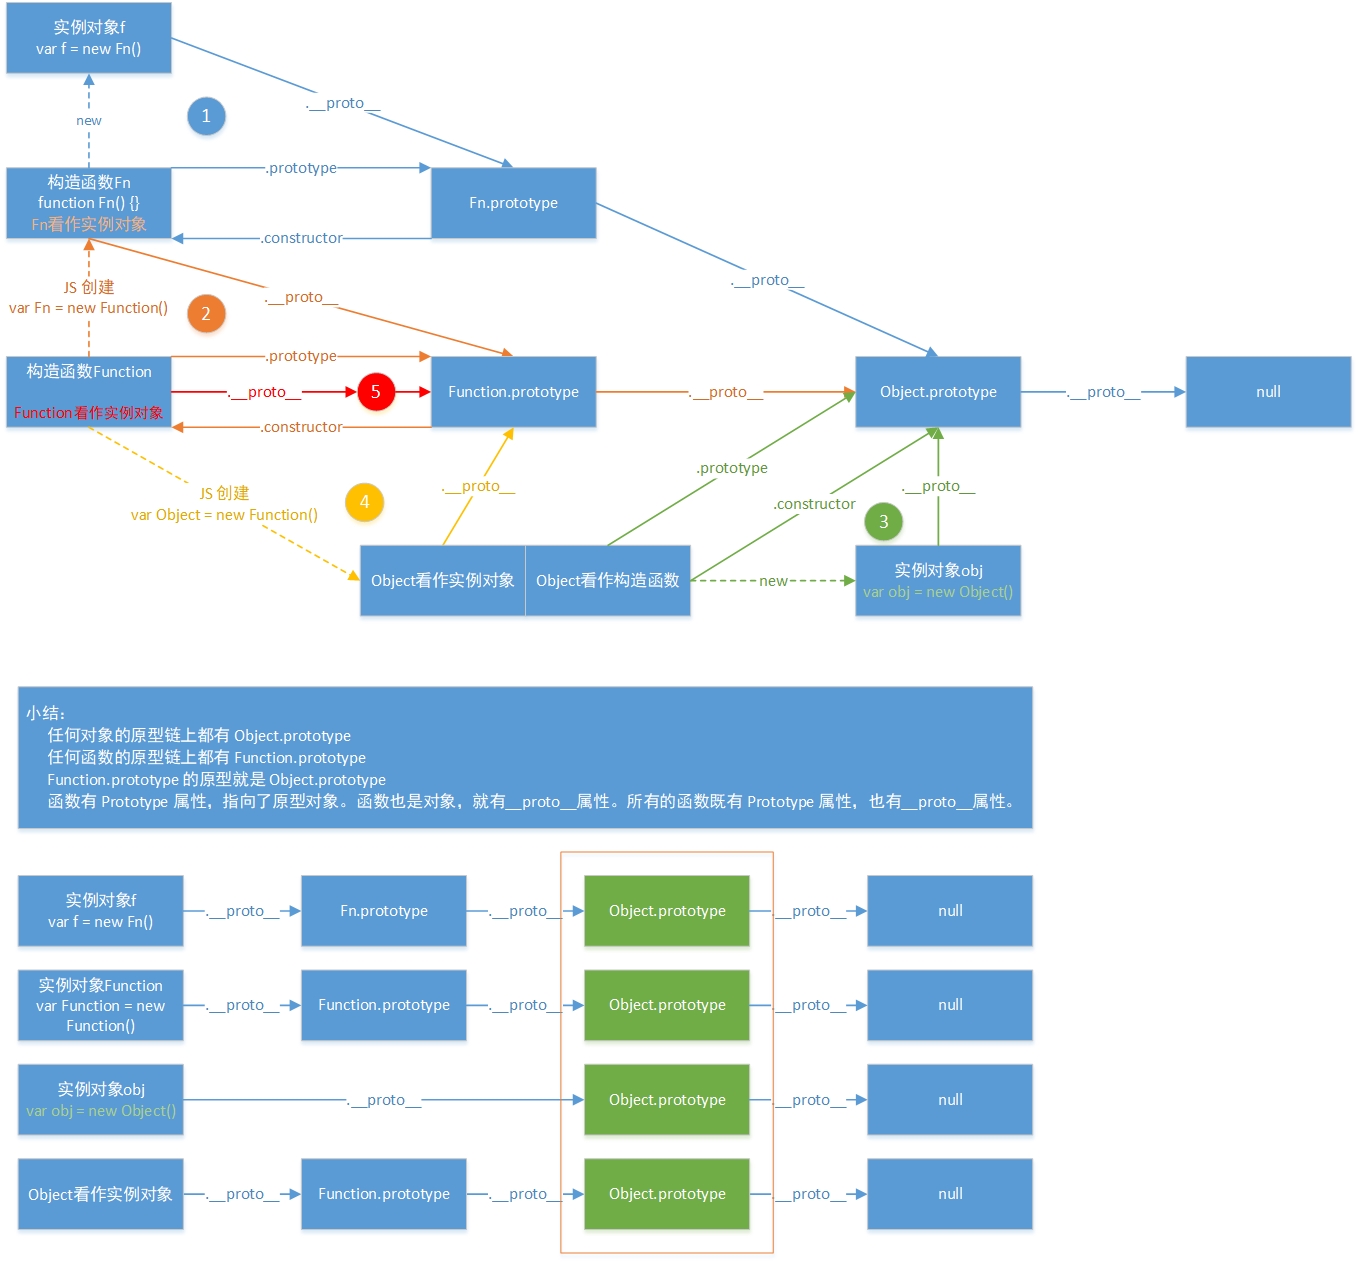 实例对象f
var f = new Fn()
.__proto__
1
new
构造函数Fn
function Fn() {}
Fn看作实例对象
.prototype
Fn.prototype
.constructor
.__proto__
JS 创建
var Fn = new Function()
.__proto__
2
构造函数Function
Function看作实例对象
.prototype
.__proto__
5
.constructor
Function.prototype
.__proto__
Object.prototype
.__proto__
null
JS 创建
var Object = new Function()
4
.__proto__
.prototype
.constructor
.__proto__
3
Object看作实例对象
Object看作构造函数
new
实例对象obj
var obj = new Object()
小结：
任何对象的原型链上都有 Object.prototype
任何函数的原型链上都有 Function.prototype
Function.prototype 的原型就是 Object.prototype
函数有 Prototype 属性，指向了原型对象。函数也是对象，就有__proto__属性。所有的函数既有 Prototype 属性，也有__proto__属性。
实例对象f
var f = new Fn()
.__proto__
Fn.prototype
.__proto__
Object.prototype
.__proto__
null
实例对象Function
var Function = new
Function()
.__proto__
Function.prototype
.__proto__
Object.prototype
.__proto__
null
实例对象obj
var obj = new Object()
.__proto__
Object.prototype
.__proto__
null
Object看作实例对象
.__proto__
Function.prototype
.__proto__
Object.prototype
.__proto__
null